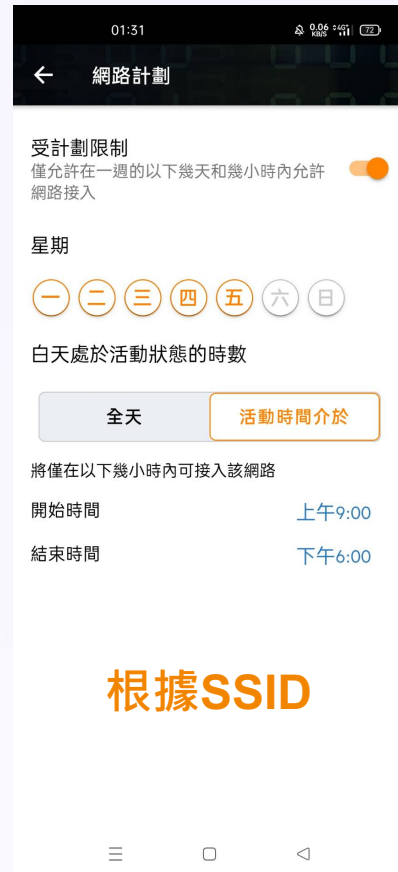 01:31
0.06 KB/S 4G 72
網路計劃
受計劃限制
僅允許在一週的以下幾天和幾小時內允許
網路接入
星期
一 二 三 四 五 六 日
白天處於活動狀態的時數
全天 活動時間介於
將僅在以下幾小時內可接入該網路
開始時間 上午9:00
結束時間 下午6:00
根據SSID